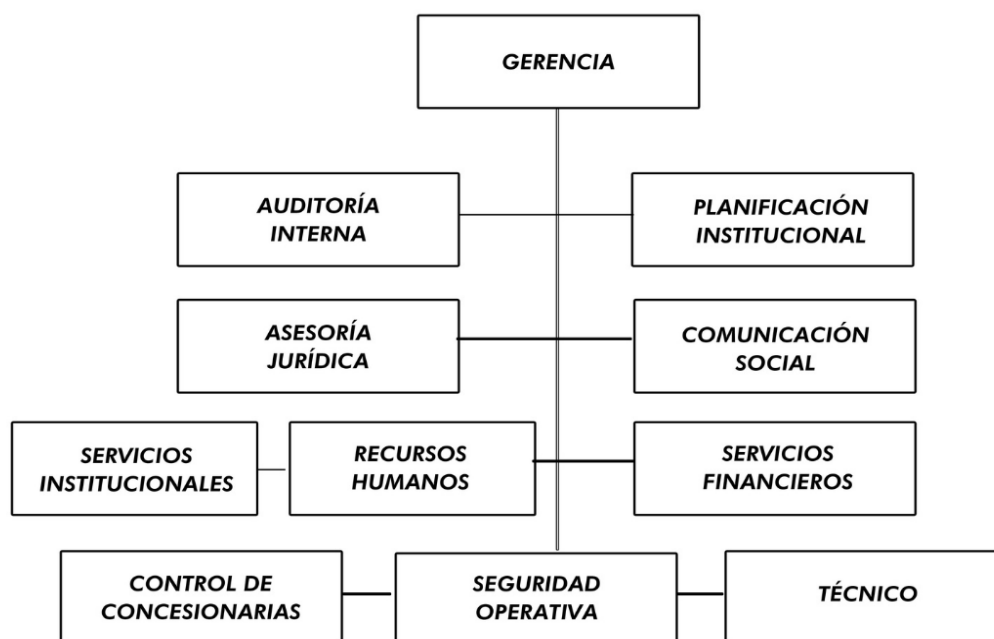 GERENCIA
AUDITORÍA
INTERNA
PLANIFICACIÓN
INSTITUCIONAL
ASESORÍA
JURÍDICA
COMUNICACIÓN
SOCIAL
SERVICIOS
INSTITUCIONALES
RECURSOS
HUMANOS
SERVICIOS
FINANCIEROS
CONTROL DE
CONCESIONARIAS
SEGURIDAD
OPERATIVA
TÉCNICO